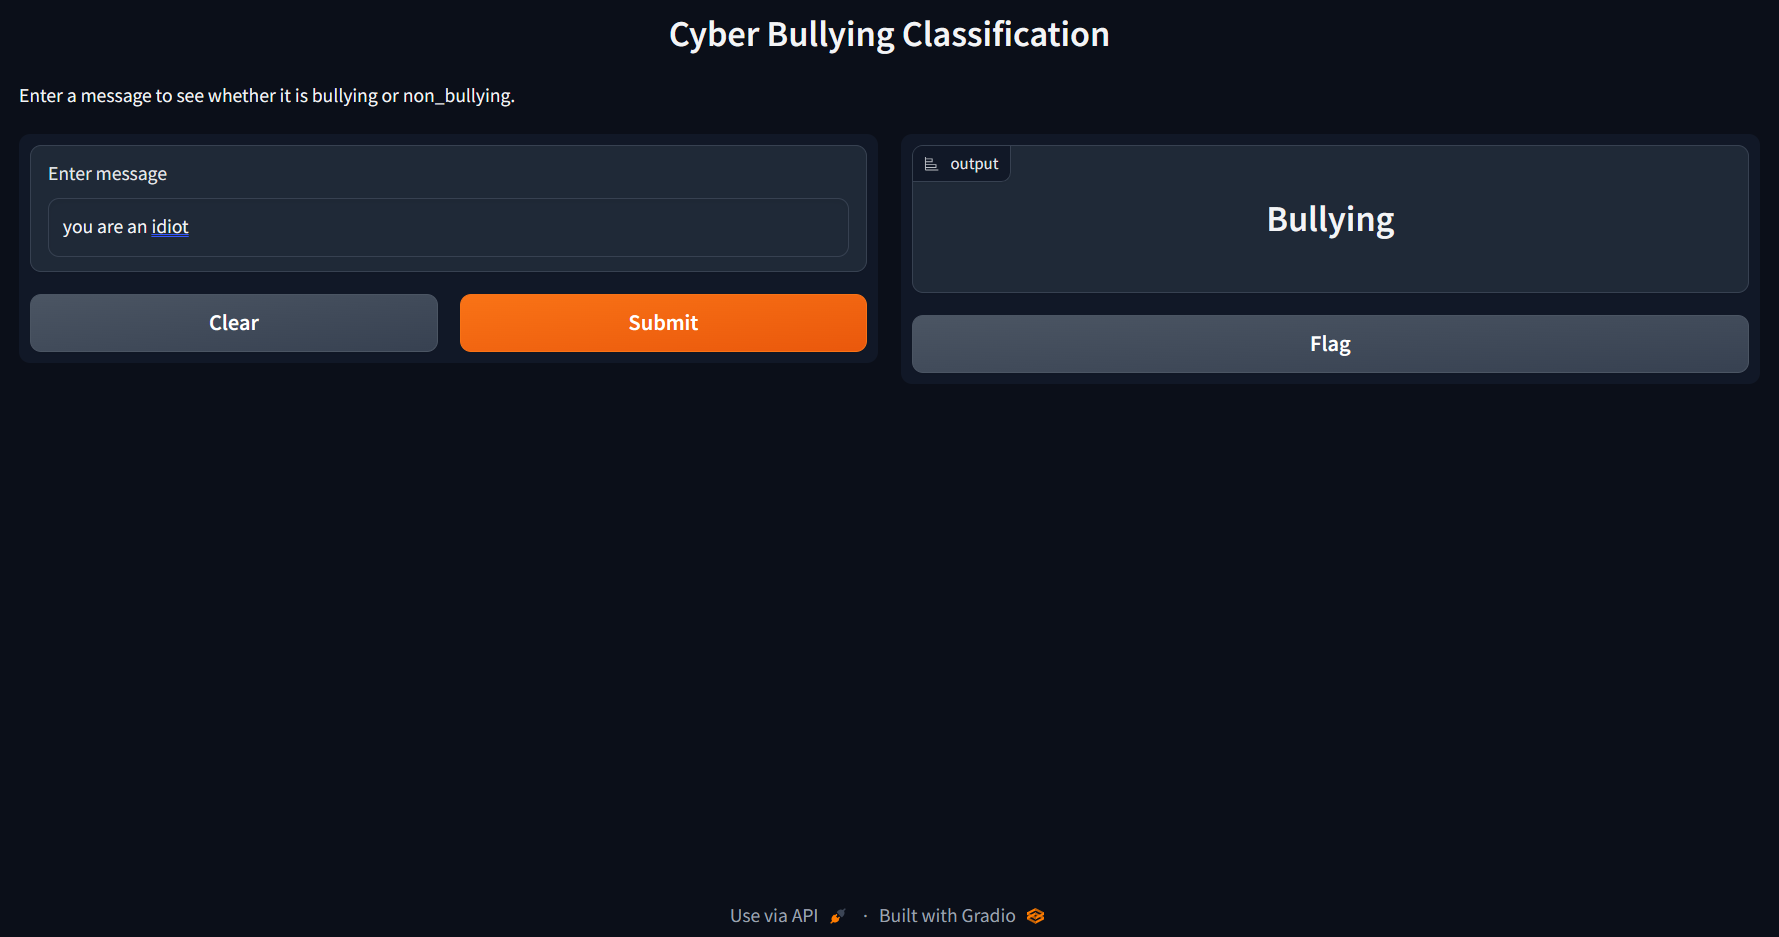 Cyber Bullying Classification
Enter a message to see whether it is bullying or non_bullying.
Enter message
you are an idiot
Clear
Submit
output
Bullying
Flag
Use via API · Built with Gradio